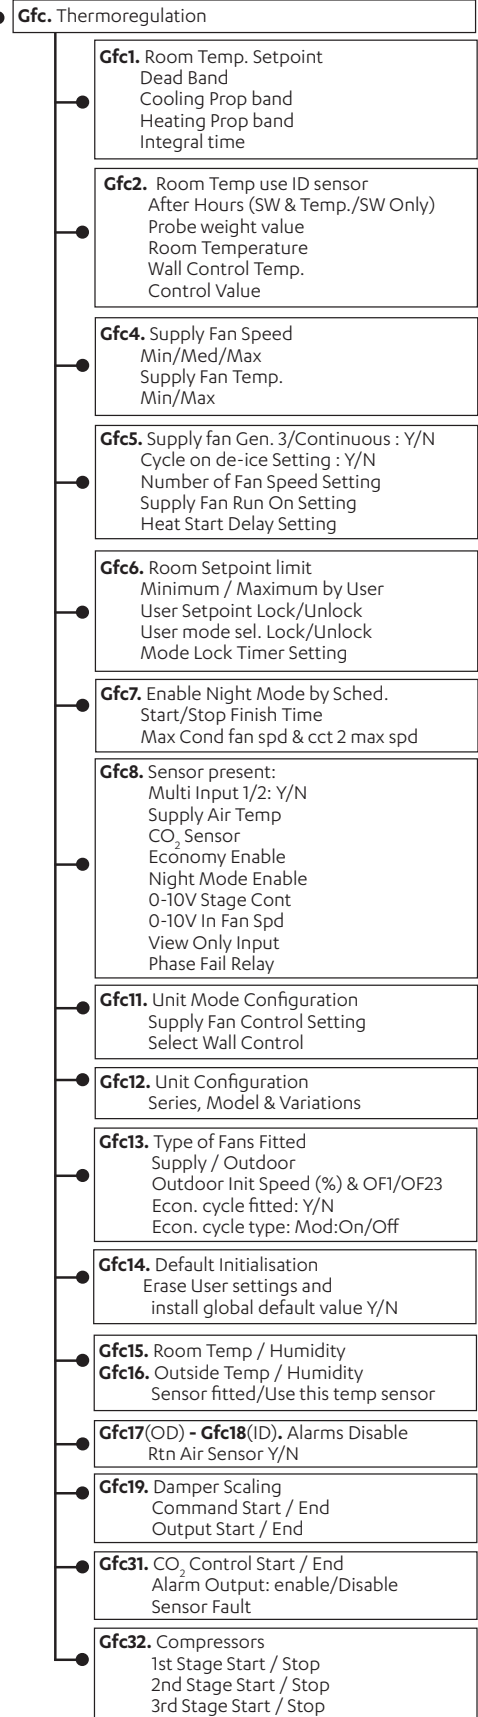 Gfc. Thermoregulation
Gfc1. Room Temp. Setpoint
Dead Band
Cooling Prop band
Heating Prop band
Integral time
Gfc2. Room Temp use ID sensor
After Hours (SW & Temp./SW Only)
Probe weight value
Room Temperature
Wall Control Temp.
Control Value
Gfc4. Supply Fan Speed
Min/Med/Max
Supply Fan Temp.
Min/Max
Gfc5. Supply fan Gen. 3/Continuous : Y/N
Cycle on de-ice Setting : Y/N
Number of Fan Speed Setting
Supply Fan Run On Setting
Heat Start Delay Setting
Gfc6. Room Setpoint limit
Minimum / Maximum by User
User Setpoint Lock/Unlock
User mode sel. Lock/Unlock
Mode Lock Timer Setting
Gfc7. Enable Night Mode by Sched.
Start/Stop Finish Time
Max Cond fan spd & cct 2 max spd
Gfc8. Sensor present:
Multi Input 1/2: Y/N
Supply Air Temp
CO₂ Sensor
Economy Enable
Night Mode Enable
0-10V Stage Cont
0-10V In Fan Spd
View Only Input
Phase Fail Relay
Gfc11. Unit Mode Configuration
Supply Fan Control Setting
Select Wall Control
Gfc12. Unit Configuration
Series, Model & Variations
Gfc13. Type of Fans Fitted
Supply / Outdoor
Outdoor Init Speed (%) & OF1/OF23
Econ. cycle fitted: Y/N
Econ. cycle type: Mod:On/Off
Gfc14. Default Initialisation
Erase User settings and
install global default value Y/N
Gfc15. Room Temp / Humidity
Gfc16. Outside Temp / Humidity
Sensor fitted/Use this temp sensor
Gfc17(OD) - Gfc18(ID). Alarms Disable
Rtn Air Sensor Y/N
Gfc19. Damper Scaling
Command Start / End
Output Start / End
Gfc31. CO₂ Control Start / End
Alarm Output: enable/Disable
Sensor Fault
Gfc32. Compressors
1st Stage Start / Stop
2nd Stage Start / Stop
3rd Stage Start / Stop